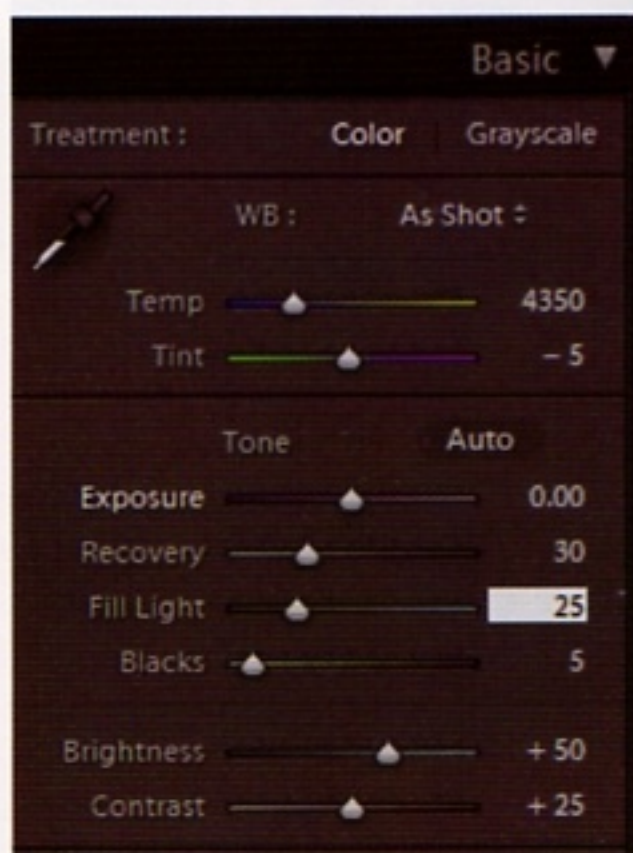 Basic
Treatment : Color Grayscale
WB : As Shot
Temp 4350
Tint – 5
Tone Auto
Exposure 0.00
Recovery 30
Fill Light 25
Blacks 5
Brightness + 50
Contrast + 25